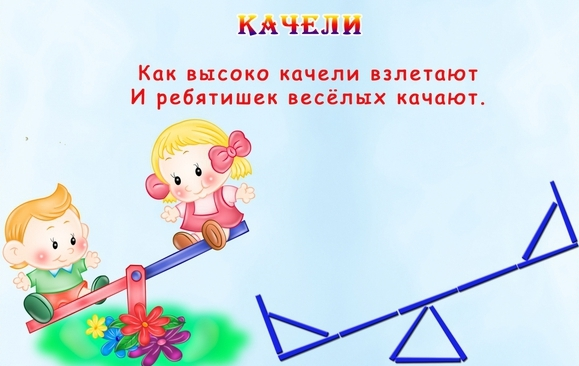 КАЧЕЛИ
Как высоко качели взлетают
И ребятишек весёлых качают.